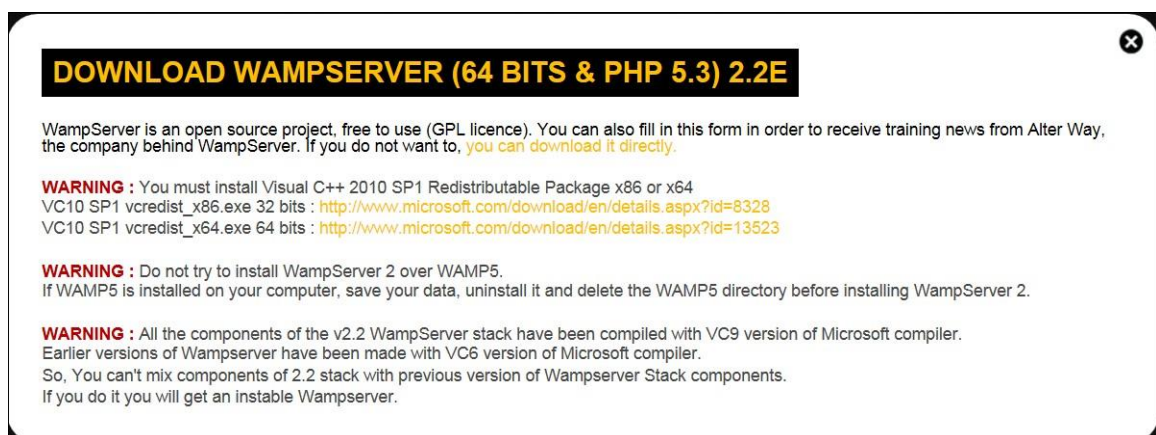 DOWNLOAD WAMPSERVER (64 BITS & PHP 5.3) 2.2E
WampServer is an open source project, free to use (GPL licence). You can also fill in this form in order to receive training news from Alter Way,
the company behind WampServer. If you do not want to, you can download it directly.
WARNING : You must install Visual C++ 2010 SP1 Redistributable Package x86 or x64
VC10 SP1 vcredist_x86.exe 32 bits : http://www.microsoft.com/download/en/details.aspx?id=8328
VC10 SP1 vcredist_x64.exe 64 bits : http://www.microsoft.com/download/en/details.aspx?id=13523
WARNING : Do not try to install WampServer 2 over WAMP5.
If WAMP5 is installed on your computer, save your data, uninstall it and delete the WAMP5 directory before installing WampServer 2.
WARNING : All the components of the v2.2 WampServer stack have been compiled with VC9 version of Microsoft compiler.
Earlier versions of Wampserver have been made with VC6 version of Microsoft compiler.
So, You can't mix components of 2.2 stack with previous version of Wampserver Stack components.
If you do it you will get an instable Wampserver.